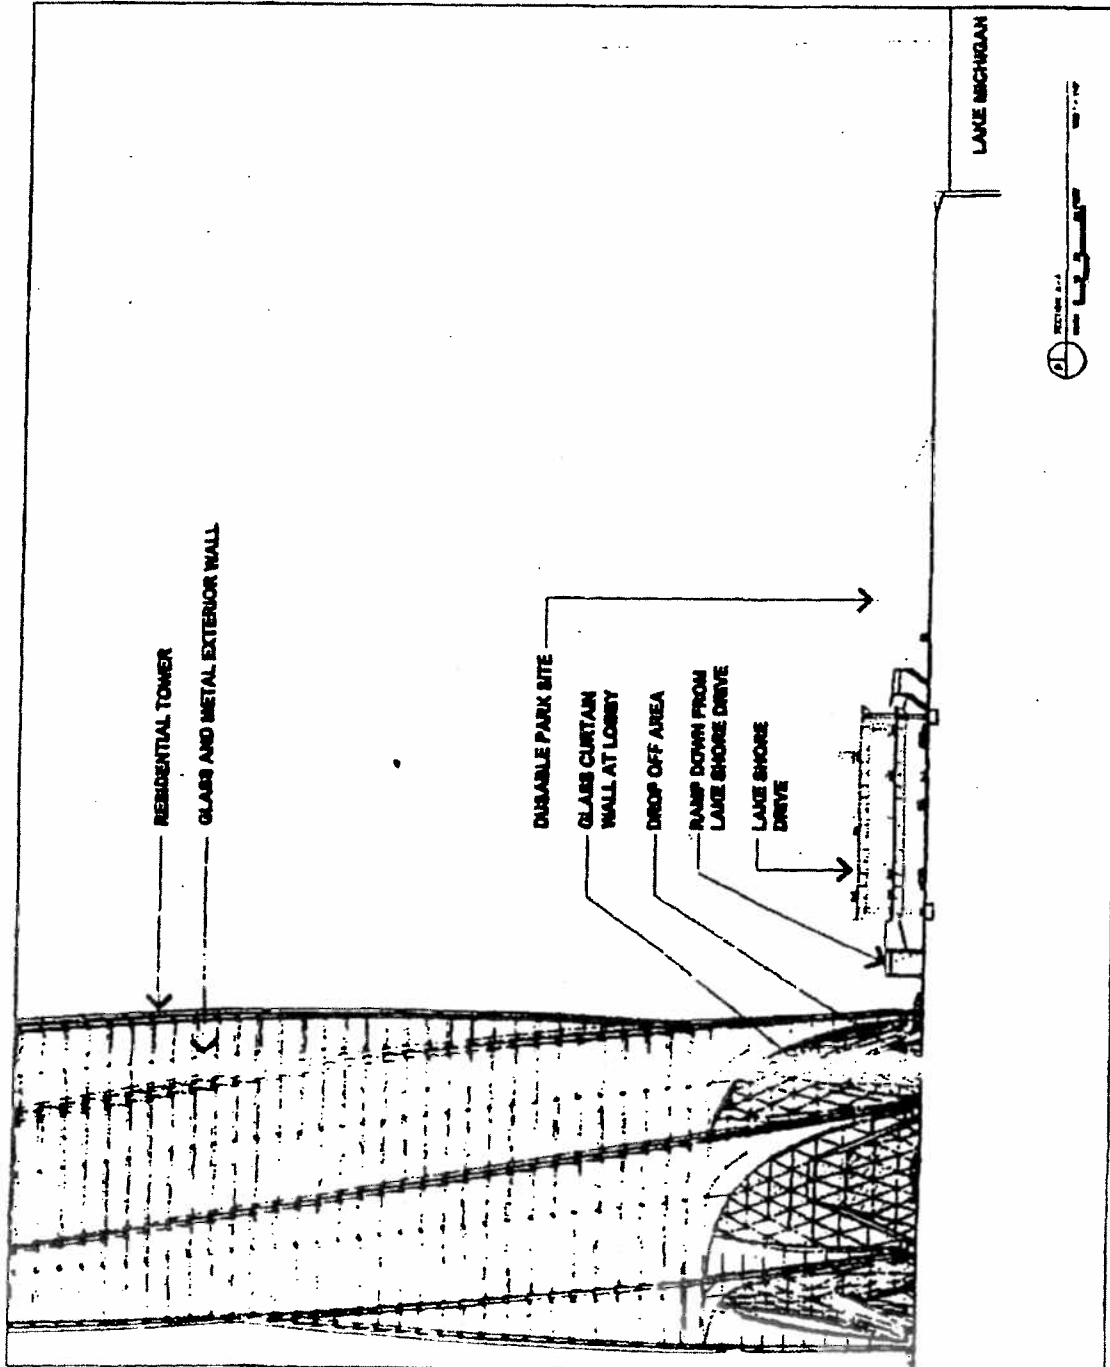 RESIDENTIAL TOWER
GLASS AND METAL EXTERIOR WALL
DUSABLE PARK SITE
GLASS CURTAIN
WALL AT LOBBY
DROP OFF AREA
RAMP DOWN FROM
LAKE SHORE DRIVE
LAKE SHORE
DRIVE
LAKE MICHIGAN
SECTION A-A